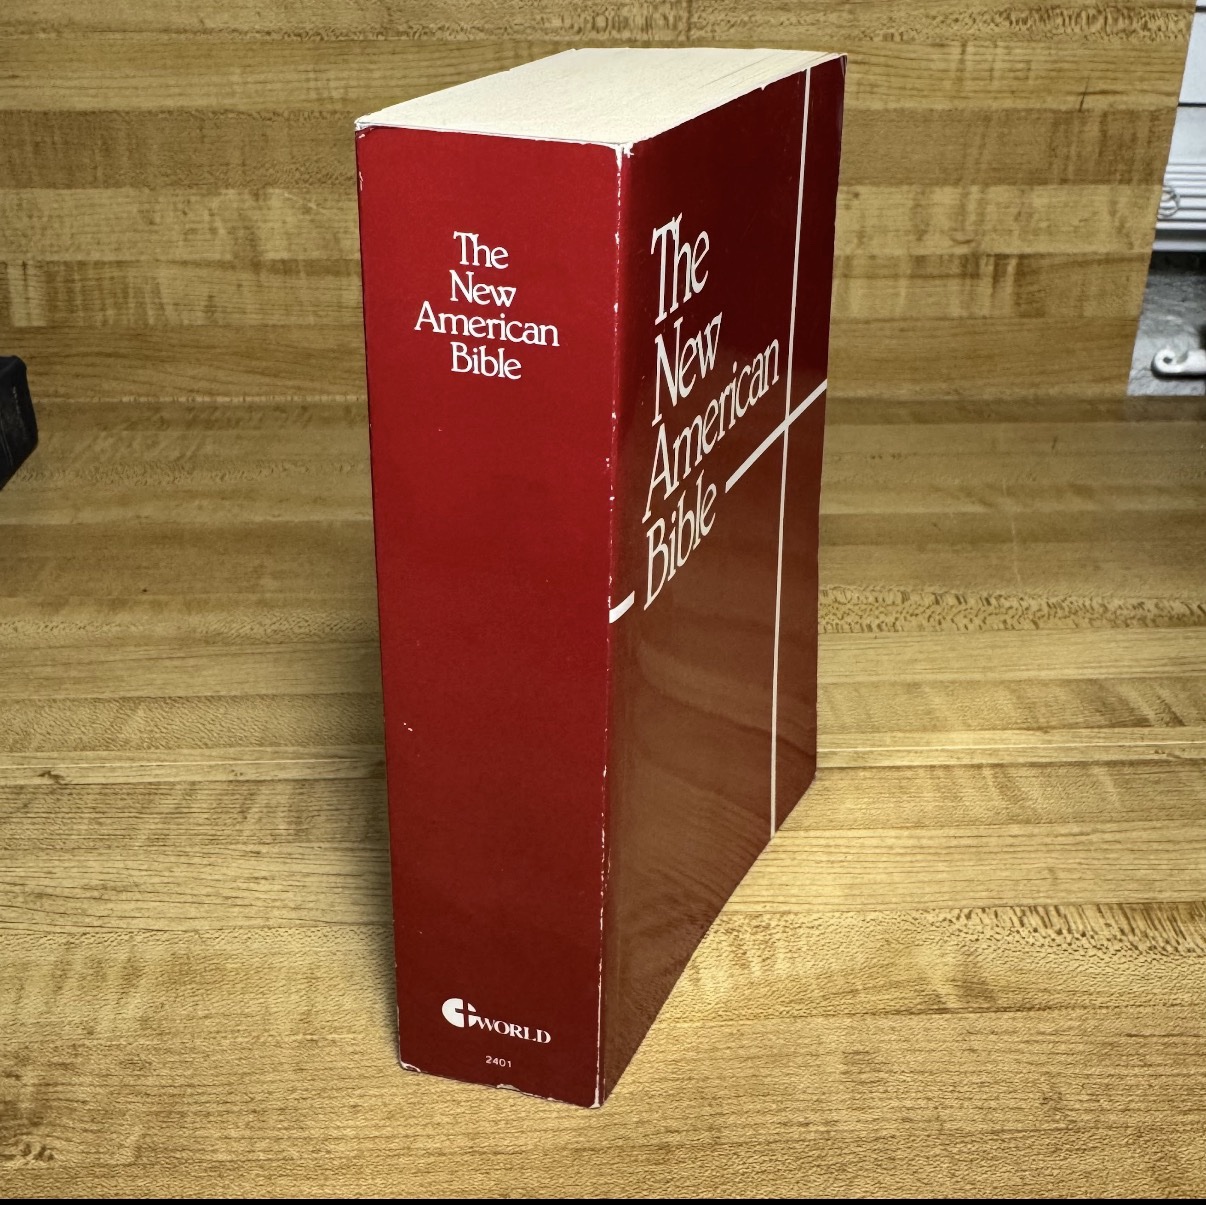 The
New
American
Bible
WORLD
2401
The
New
American
Bible